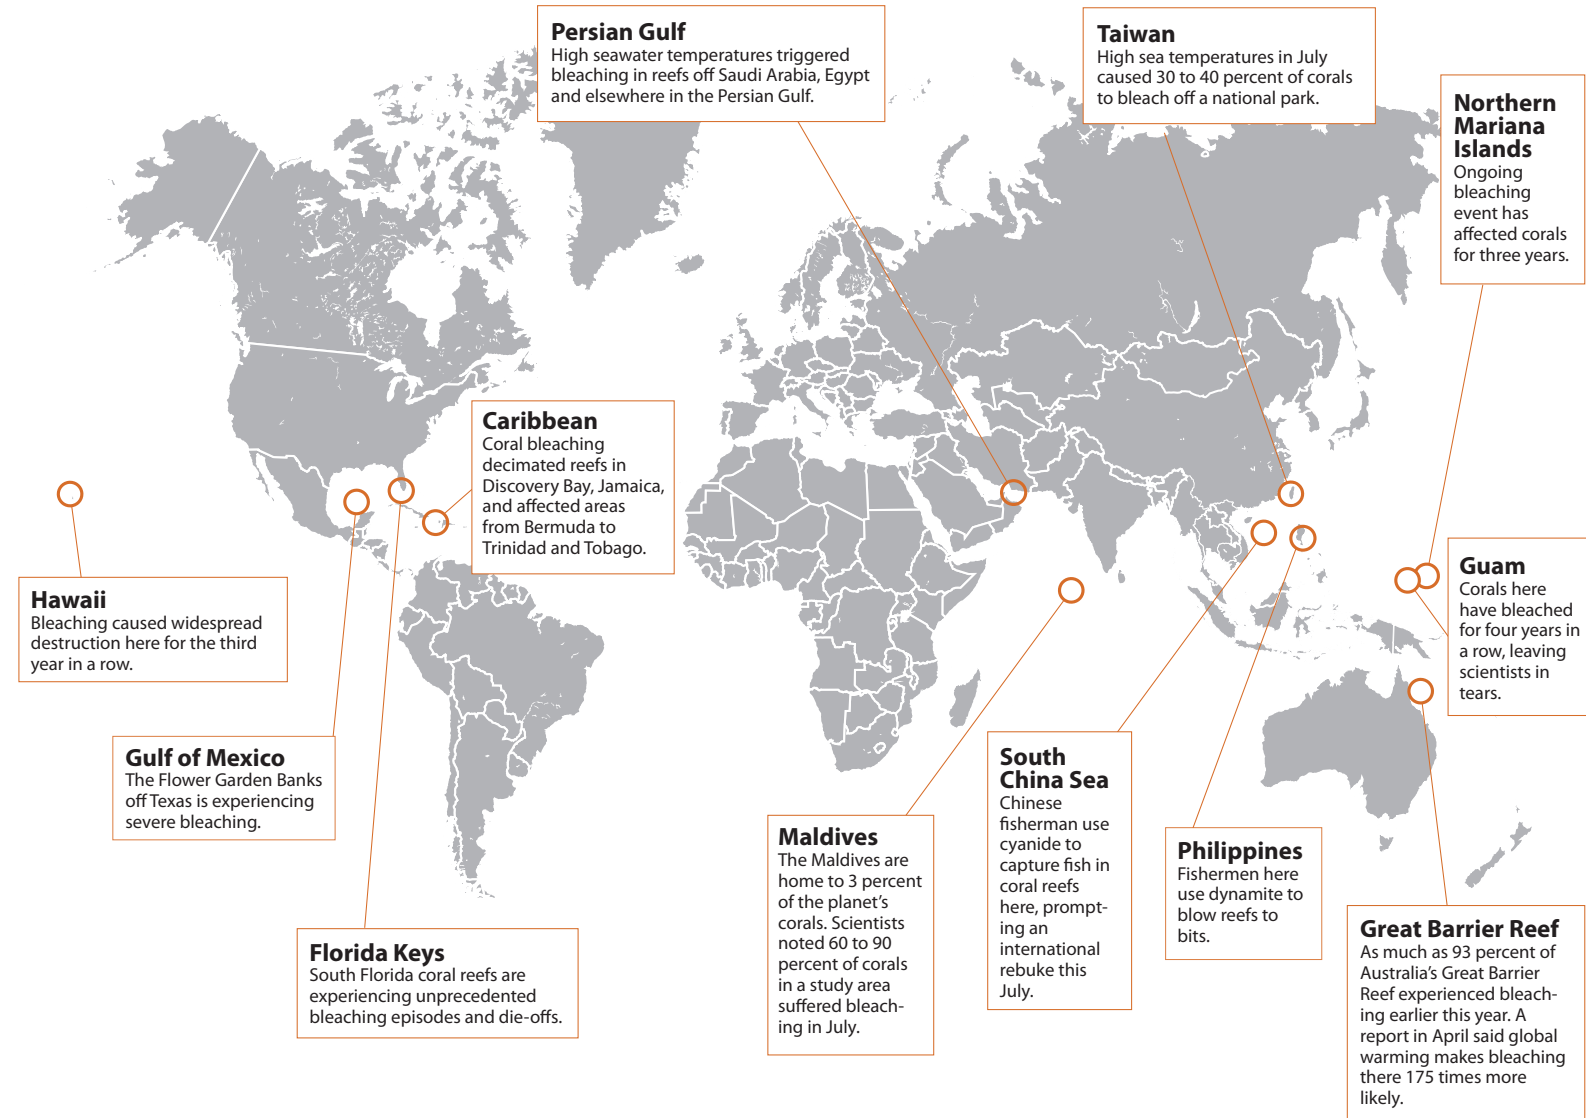 Persian Gulf
High seawater temperatures triggered
bleaching in reefs off Saudi Arabia, Egypt
and elsewhere in the Persian Gulf.
Taiwan
High sea temperatures in July
caused 30 to 40 percent of corals
to bleach off a national park.
Northern
Mariana
Islands
Ongoing
bleaching
event has
affected corals
for three years.
Caribbean
Coral bleaching
decimated reefs in
Discovery Bay, Jamaica,
and affected areas
from Bermuda to
Trinidad and Tobago.
Hawaii
Bleaching caused widespread
destruction here for the third
year in a row.
Guam
Corals here
have bleached
for four years in
a row, leaving
scientists in
tears.
Gulf of Mexico
The Flower Garden Banks
off Texas is experiencing
severe bleaching.
Florida Keys
South Florida coral reefs are
experiencing unprecedented
bleaching episodes and die-offs.
Maldives
The Maldives are
home to 3 percent
of the planet's
corals. Scientists
noted 60 to 90
percent of corals
in a study area
suffered bleach-
ing in July.
South
China Sea
Chinese
fisherman use
cyanide to
capture fish in
coral reefs
here, prompt-
ing an
international
rebuke this
July.
Philippines
Fishermen here
use dynamite to
blow reefs to
bits.
Great Barrier Reef
As much as 93 percent of
Australia's Great Barrier
Reef experienced bleach-
ing earlier this year. A
report in April said global
warming makes bleaching
there 175 times more
likely.